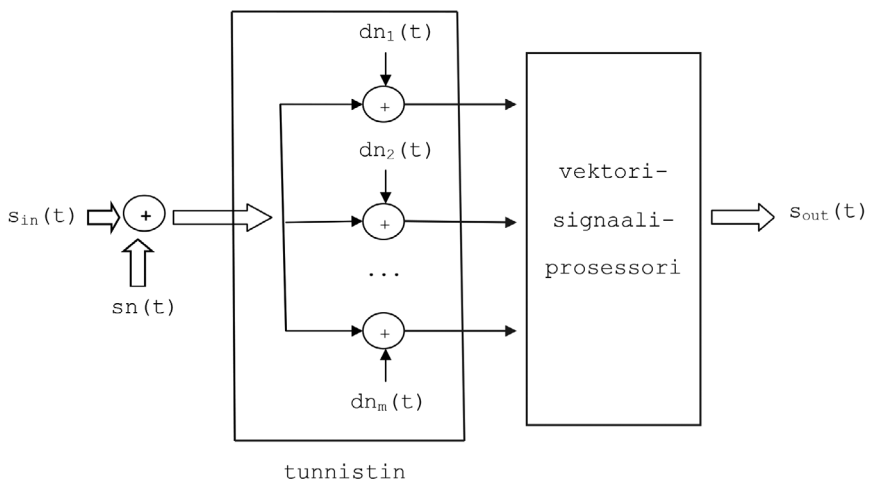 dn₁(t)
+
dn₂(t)
+
sᵢₙ(t)
+
sn(t)
...
+
dnₘ(t)
tunnistin
vektori-
signaali-
prosessori
sₒᵤₜ(t)